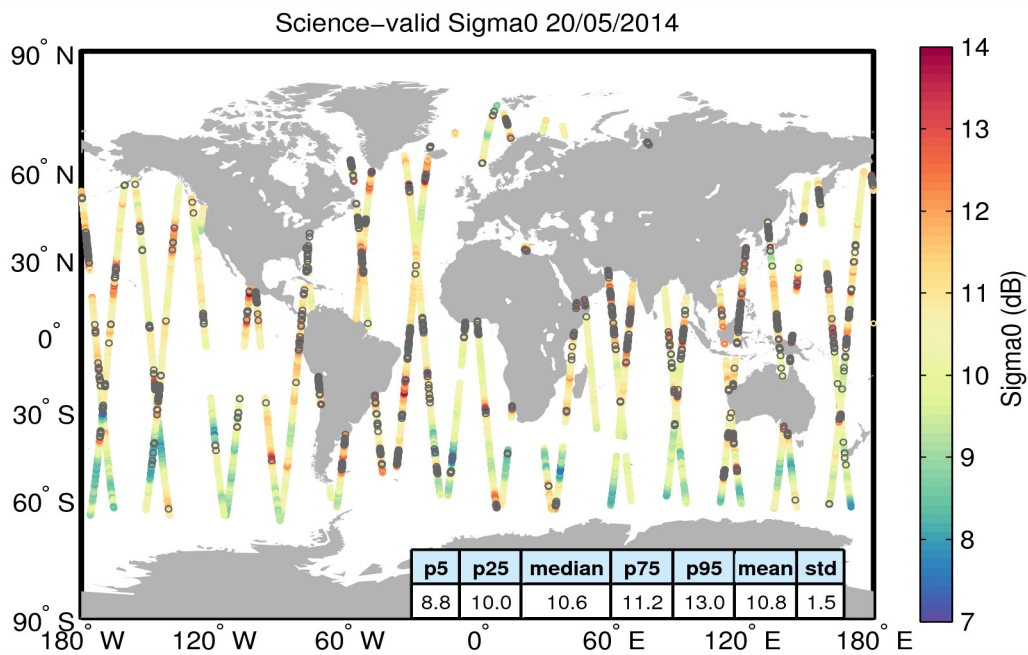 Science−valid Sigma0 20/05/2014
90° N
60° N
30° N
0°
30° S
60° S
90° S
180° W
120° W
60° W
0°
60° E
120° E
180° E
p5 p25 median p75 p95 mean std
8.8 10.0 10.6 11.2 13.0 10.8 1.5
14
13
12
11
10
9
8
7
Sigma0 (dB)